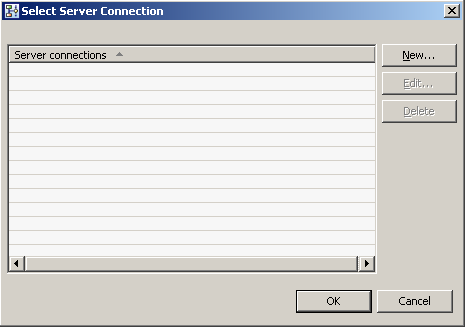 Select Server Connection
Server connections
New...
Edit...
Delete
OK
Cancel